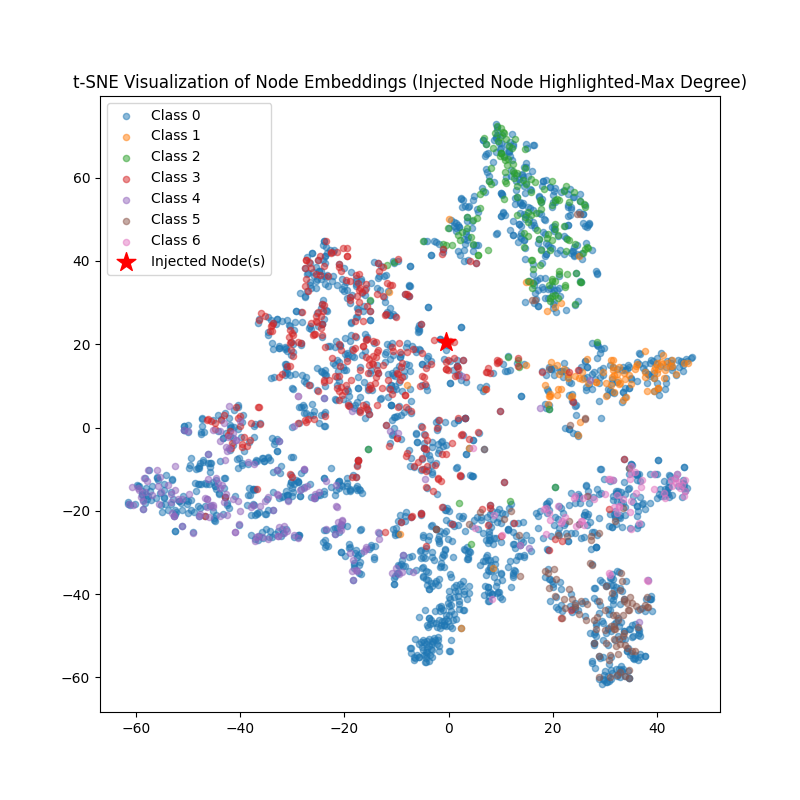 t-SNE Visualization of Node Embeddings (Injected Node Highlighted-Max Degree)
Class 0
Class 1
Class 2
Class 3
Class 4
Class 5
Class 6
Injected Node(s)
60
40
20
0
−20
−40
−60
−60 −40 −20 0 20 40